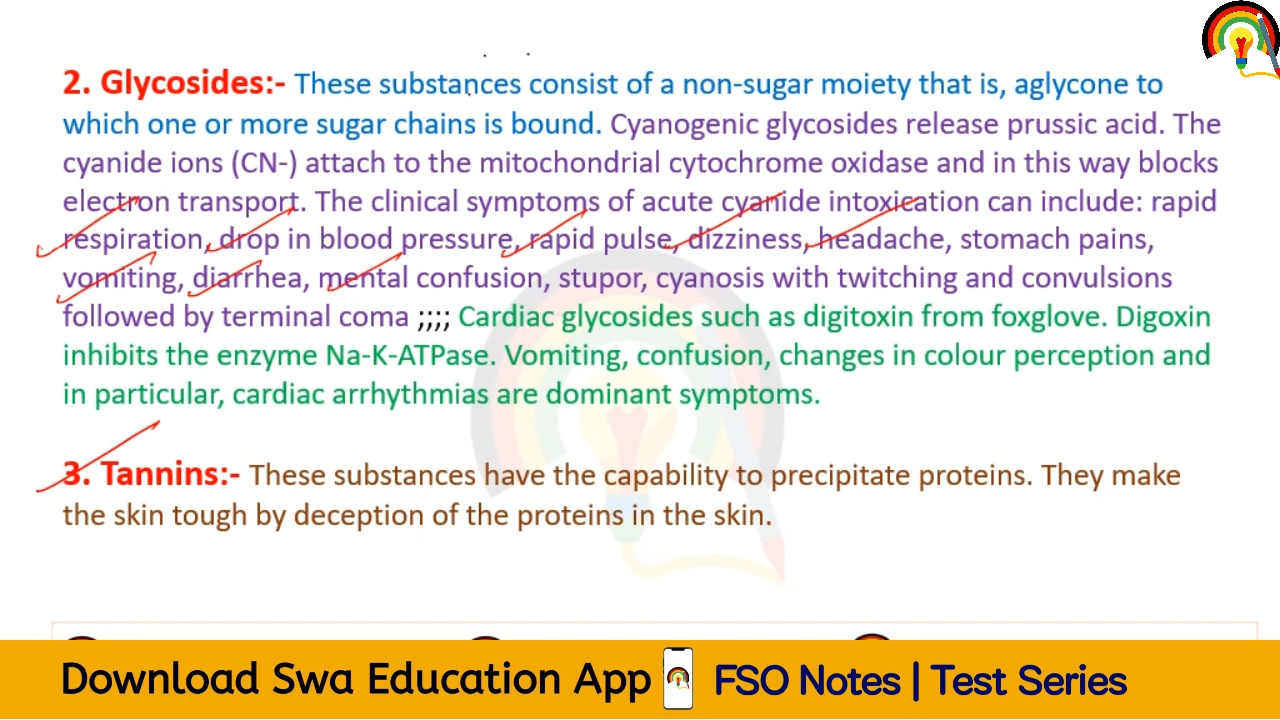 2. Glycosides:- These substances consist of a non-sugar moiety that is, aglycone to
which one or more sugar chains is bound. Cyanogenic glycosides release prussic acid. The
cyanide ions (CN-) attach to the mitochondrial cytochrome oxidase and in this way blocks
electron transport. The clinical symptoms of acute cyanide intoxication can include: rapid
respiration, drop in blood pressure, rapid pulse, dizziness, headache, stomach pains,
vomiting, diarrhea, mental confusion, stupor, cyanosis with twitching and convulsions
followed by terminal coma ;;;; Cardiac glycosides such as digitoxin from foxglove. Digoxin
inhibits the enzyme Na-K-ATPase. Vomiting, confusion, changes in colour perception and
in particular, cardiac arrhythmias are dominant symptoms.
3. Tannins:- These substances have the capability to precipitate proteins. They make
the skin tough by deception of the proteins in the skin.
Download Swa Education App FSO Notes | Test Series